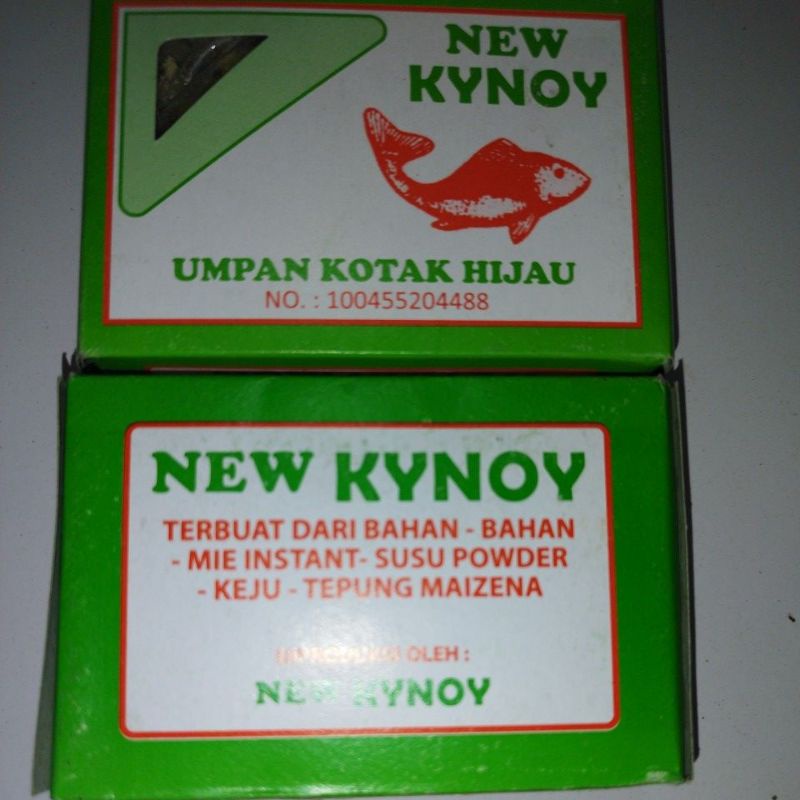 NEW
KYNOY
UMPAN KOTAK HIJAU
NO. : 100455204488
NEW KYNOY
TERBUAT DARI BAHAN - BAHAN
- MIE INSTANT- SUSU POWDER
- KEJU - TEPUNG MAIZENA
OLEH :
NEW KYNOY